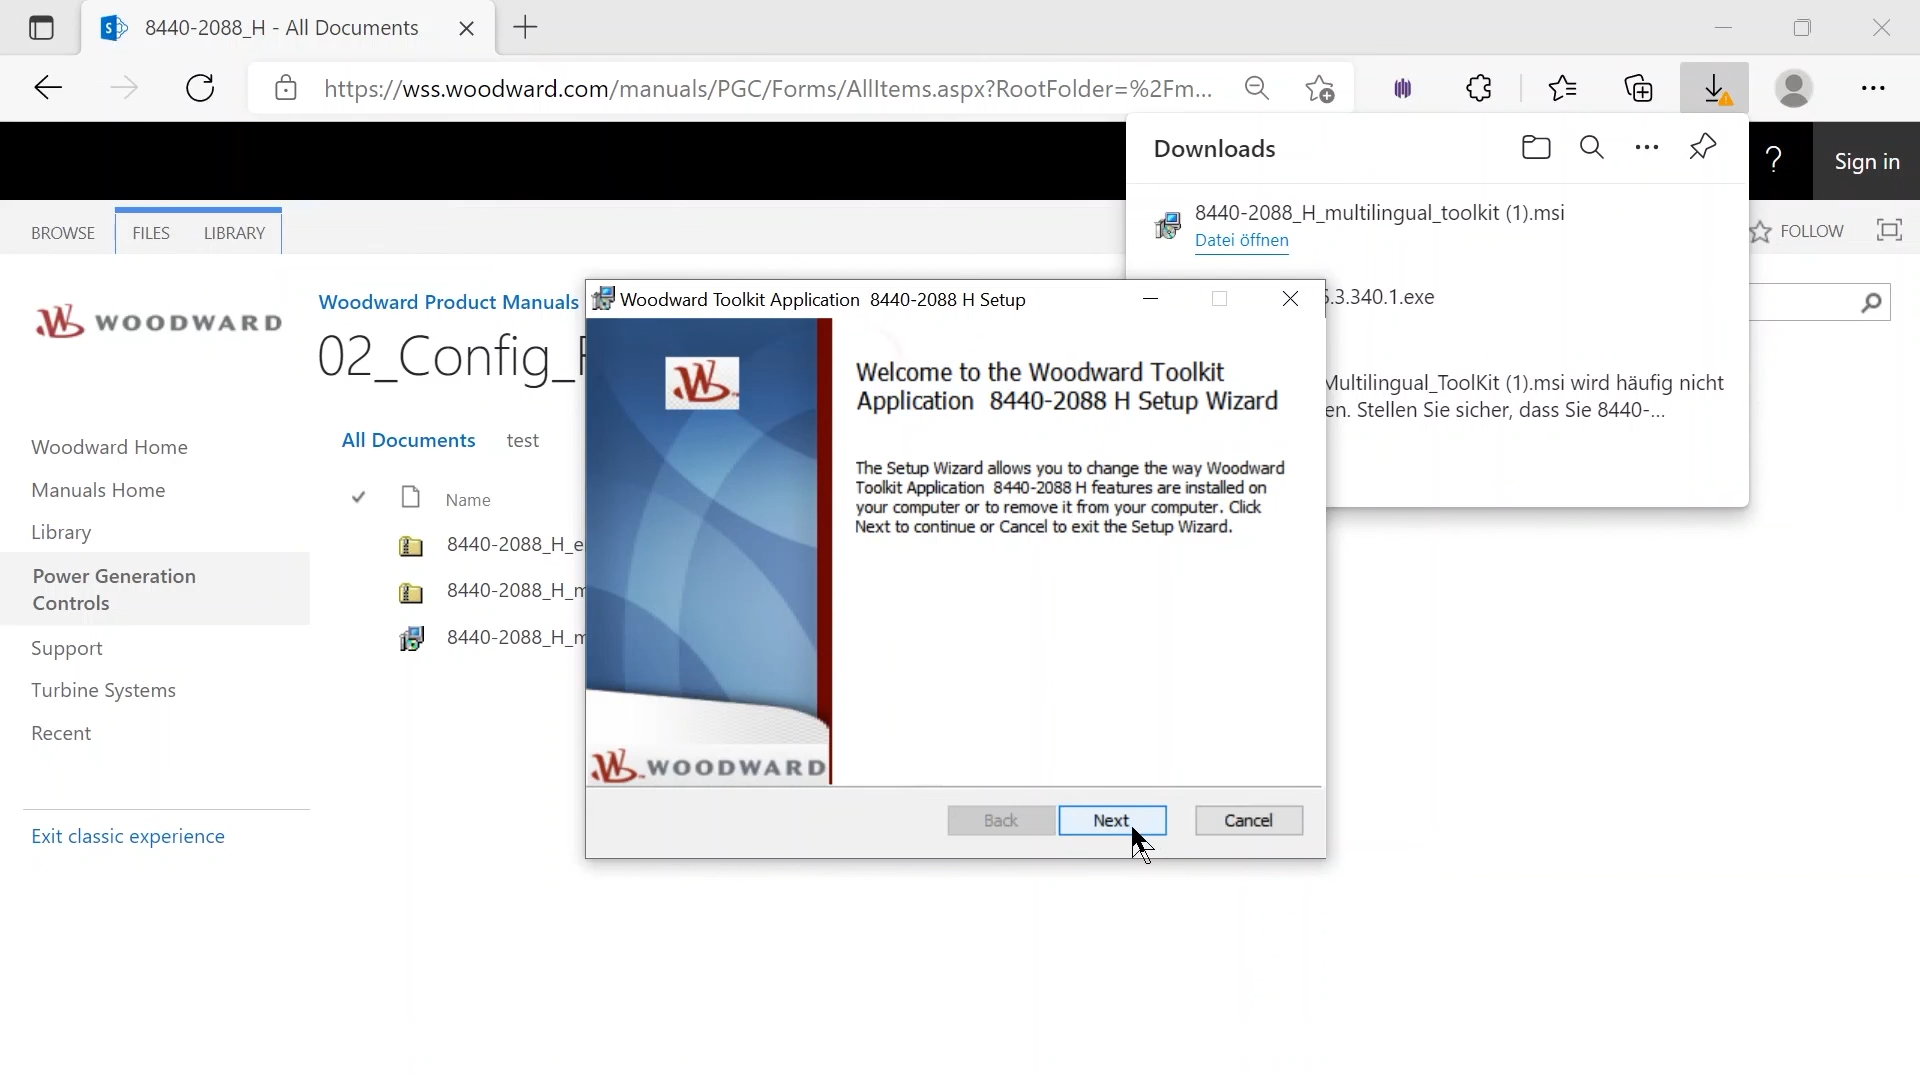 8440-2088_H - All Documents
https://wss.woodward.com/manuals/PGC/Forms/AllItems.aspx?RootFolder=%2Fm...
Downloads
? Sign in
8440-2088_H_multilingual_toolkit (1).msi
Datei öffnen
BROWSE FILES LIBRARY
FOLLOW
5.3.340.1.exe
Multilingual_ToolKit (1).msi wird häufig nicht
en. Stellen Sie sicher, dass Sie 8440-...
WOODWARD
Woodward Product Manuals
02_Config_
All Documents test
Name
8440-2088_H_e
8440-2088_H_m
8440-2088_H_m
Woodward Home
Manuals Home
Library
Power Generation
Controls
Support
Turbine Systems
Recent
Exit classic experience
Woodward Toolkit Application 8440-2088 H Setup
Welcome to the Woodward Toolkit
Application 8440-2088 H Setup Wizard
The Setup Wizard allows you to change the way Woodward
Toolkit Application 8440-2088 H features are installed on
your computer or to remove it from your computer. Click
Next to continue or Cancel to exit the Setup Wizard.
WOODWARD
Back Next Cancel